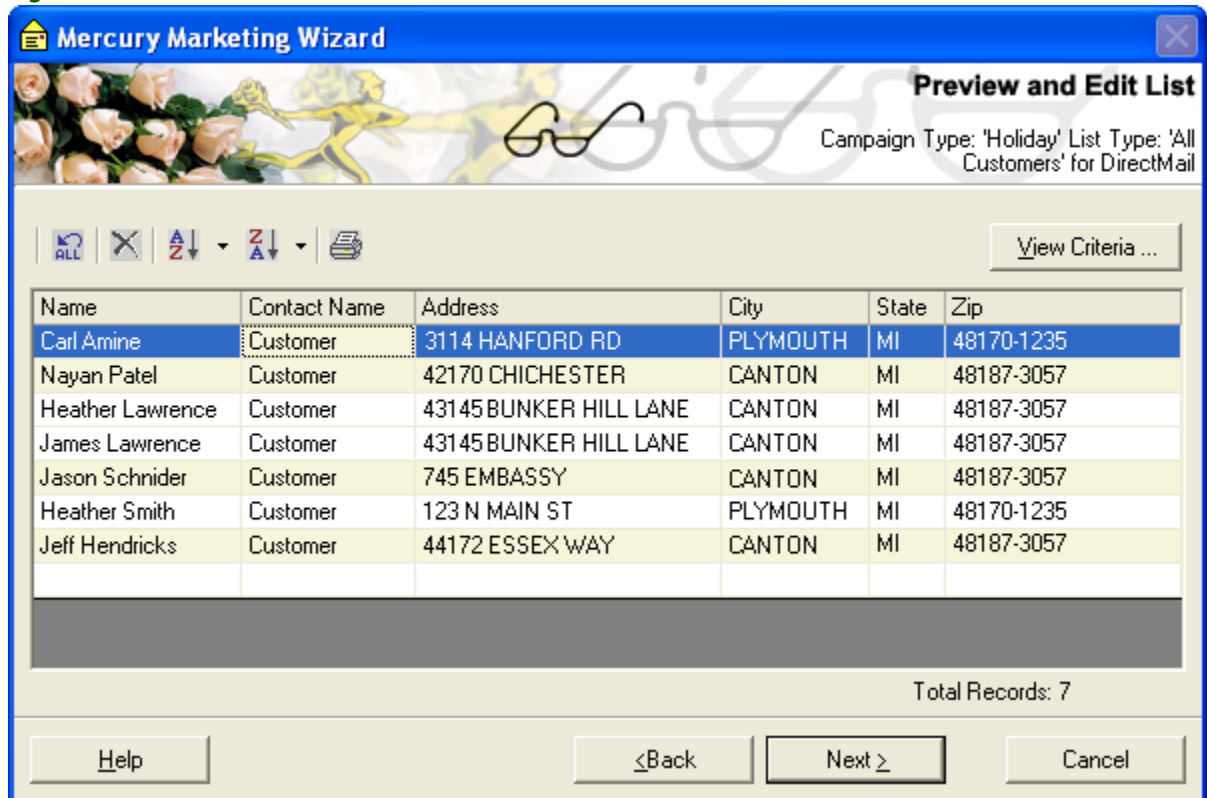 Mercury Marketing Wizard
Preview and Edit List
Campaign Type: 'Holiday' List Type: 'All
Customers' for DirectMail
ALL A Z Z A View Criteria ...
Name Contact Name Address City State Zip
Carl Amine Customer 3114 HANFORD RD PLYMOUTH MI 48170-1235
Nayan Patel Customer 42170 CHICHESTER CANTON MI 48187-3057
Heather Lawrence Customer 43145 BUNKER HILL LANE CANTON MI 48187-3057
James Lawrence Customer 43145 BUNKER HILL LANE CANTON MI 48187-3057
Jason Schnider Customer 745 EMBASSY CANTON MI 48187-3057
Heather Smith Customer 123 N MAIN ST PLYMOUTH MI 48170-1235
Jeff Hendricks Customer 44172 ESSEX WAY CANTON MI 48187-3057
Total Records: 7
Help <Back Next > Cancel